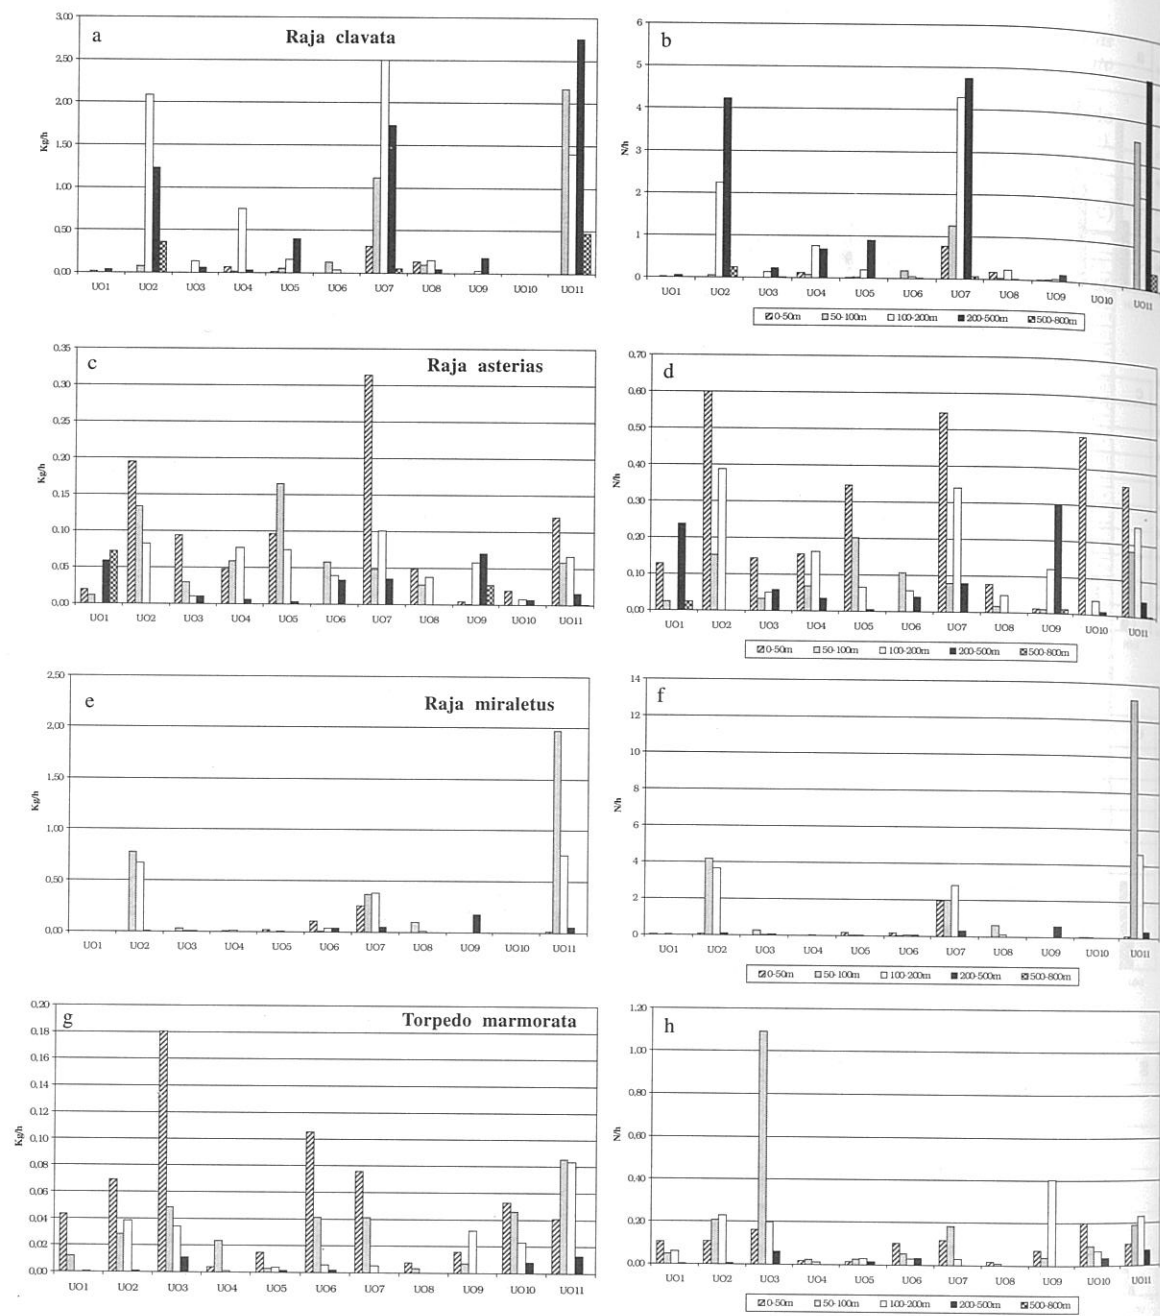 a
Raja clavata
3.00
2.50
2.00
1.50
1.00
0.50
0.00
Kg/h
UO1 UO2 UO3 UO4 UO5 UO6 UO7 UO8 UO9 UO10 UO11
b
6
5
4
3
2
1
0
N/h
UO1 UO2 UO3 UO4 UO5 UO6 UO7 UO8 UO9 UO10 UO11
0-50m 50-100m 100-200m 200-500m 500-800m
c
Raja asterias
0.35
0.30
0.25
0.20
0.15
0.10
0.05
0.00
Kg/h
UO1 UO2 UO3 UO4 UO5 UO6 UO7 UO8 UO9 UO10 UO11
d
0.70
0.60
0.50
0.40
0.30
0.20
0.10
0.00
N/h
UO1 UO2 UO3 UO4 UO5 UO6 UO7 UO8 UO9 UO10 UO11
0-50m 50-100m 100-200m 200-500m 500-800m
e
Raja miraletus
2.50
2.00
1.50
1.00
0.50
0.00
Kg/h
UO1 UO2 UO3 UO4 UO5 UO6 UO7 UO8 UO9 UO10 UO11
f
14
12
10
8
6
4
2
0
N/h
UO1 UO2 UO3 UO4 UO5 UO6 UO7 UO8 UO9 UO10 UO11
0-50m 50-100m 100-200m 200-500m 500-800m
g
Torpedo marmorata
0.20
0.18
0.16
0.14
0.12
0.10
0.08
0.06
0.04
0.02
0.00
Kg/h
UO1 UO2 UO3 UO4 UO5 UO6 UO7 UO8 UO9 UO10 UO11
h
1.20
1.00
0.80
0.60
0.40
0.20
0.00
N/h
UO1 UO2 UO3 UO4 UO5 UO6 UO7 UO8 UO9 UO10 UO11
0-50m 50-100m 100-200m 200-500m 500-800m